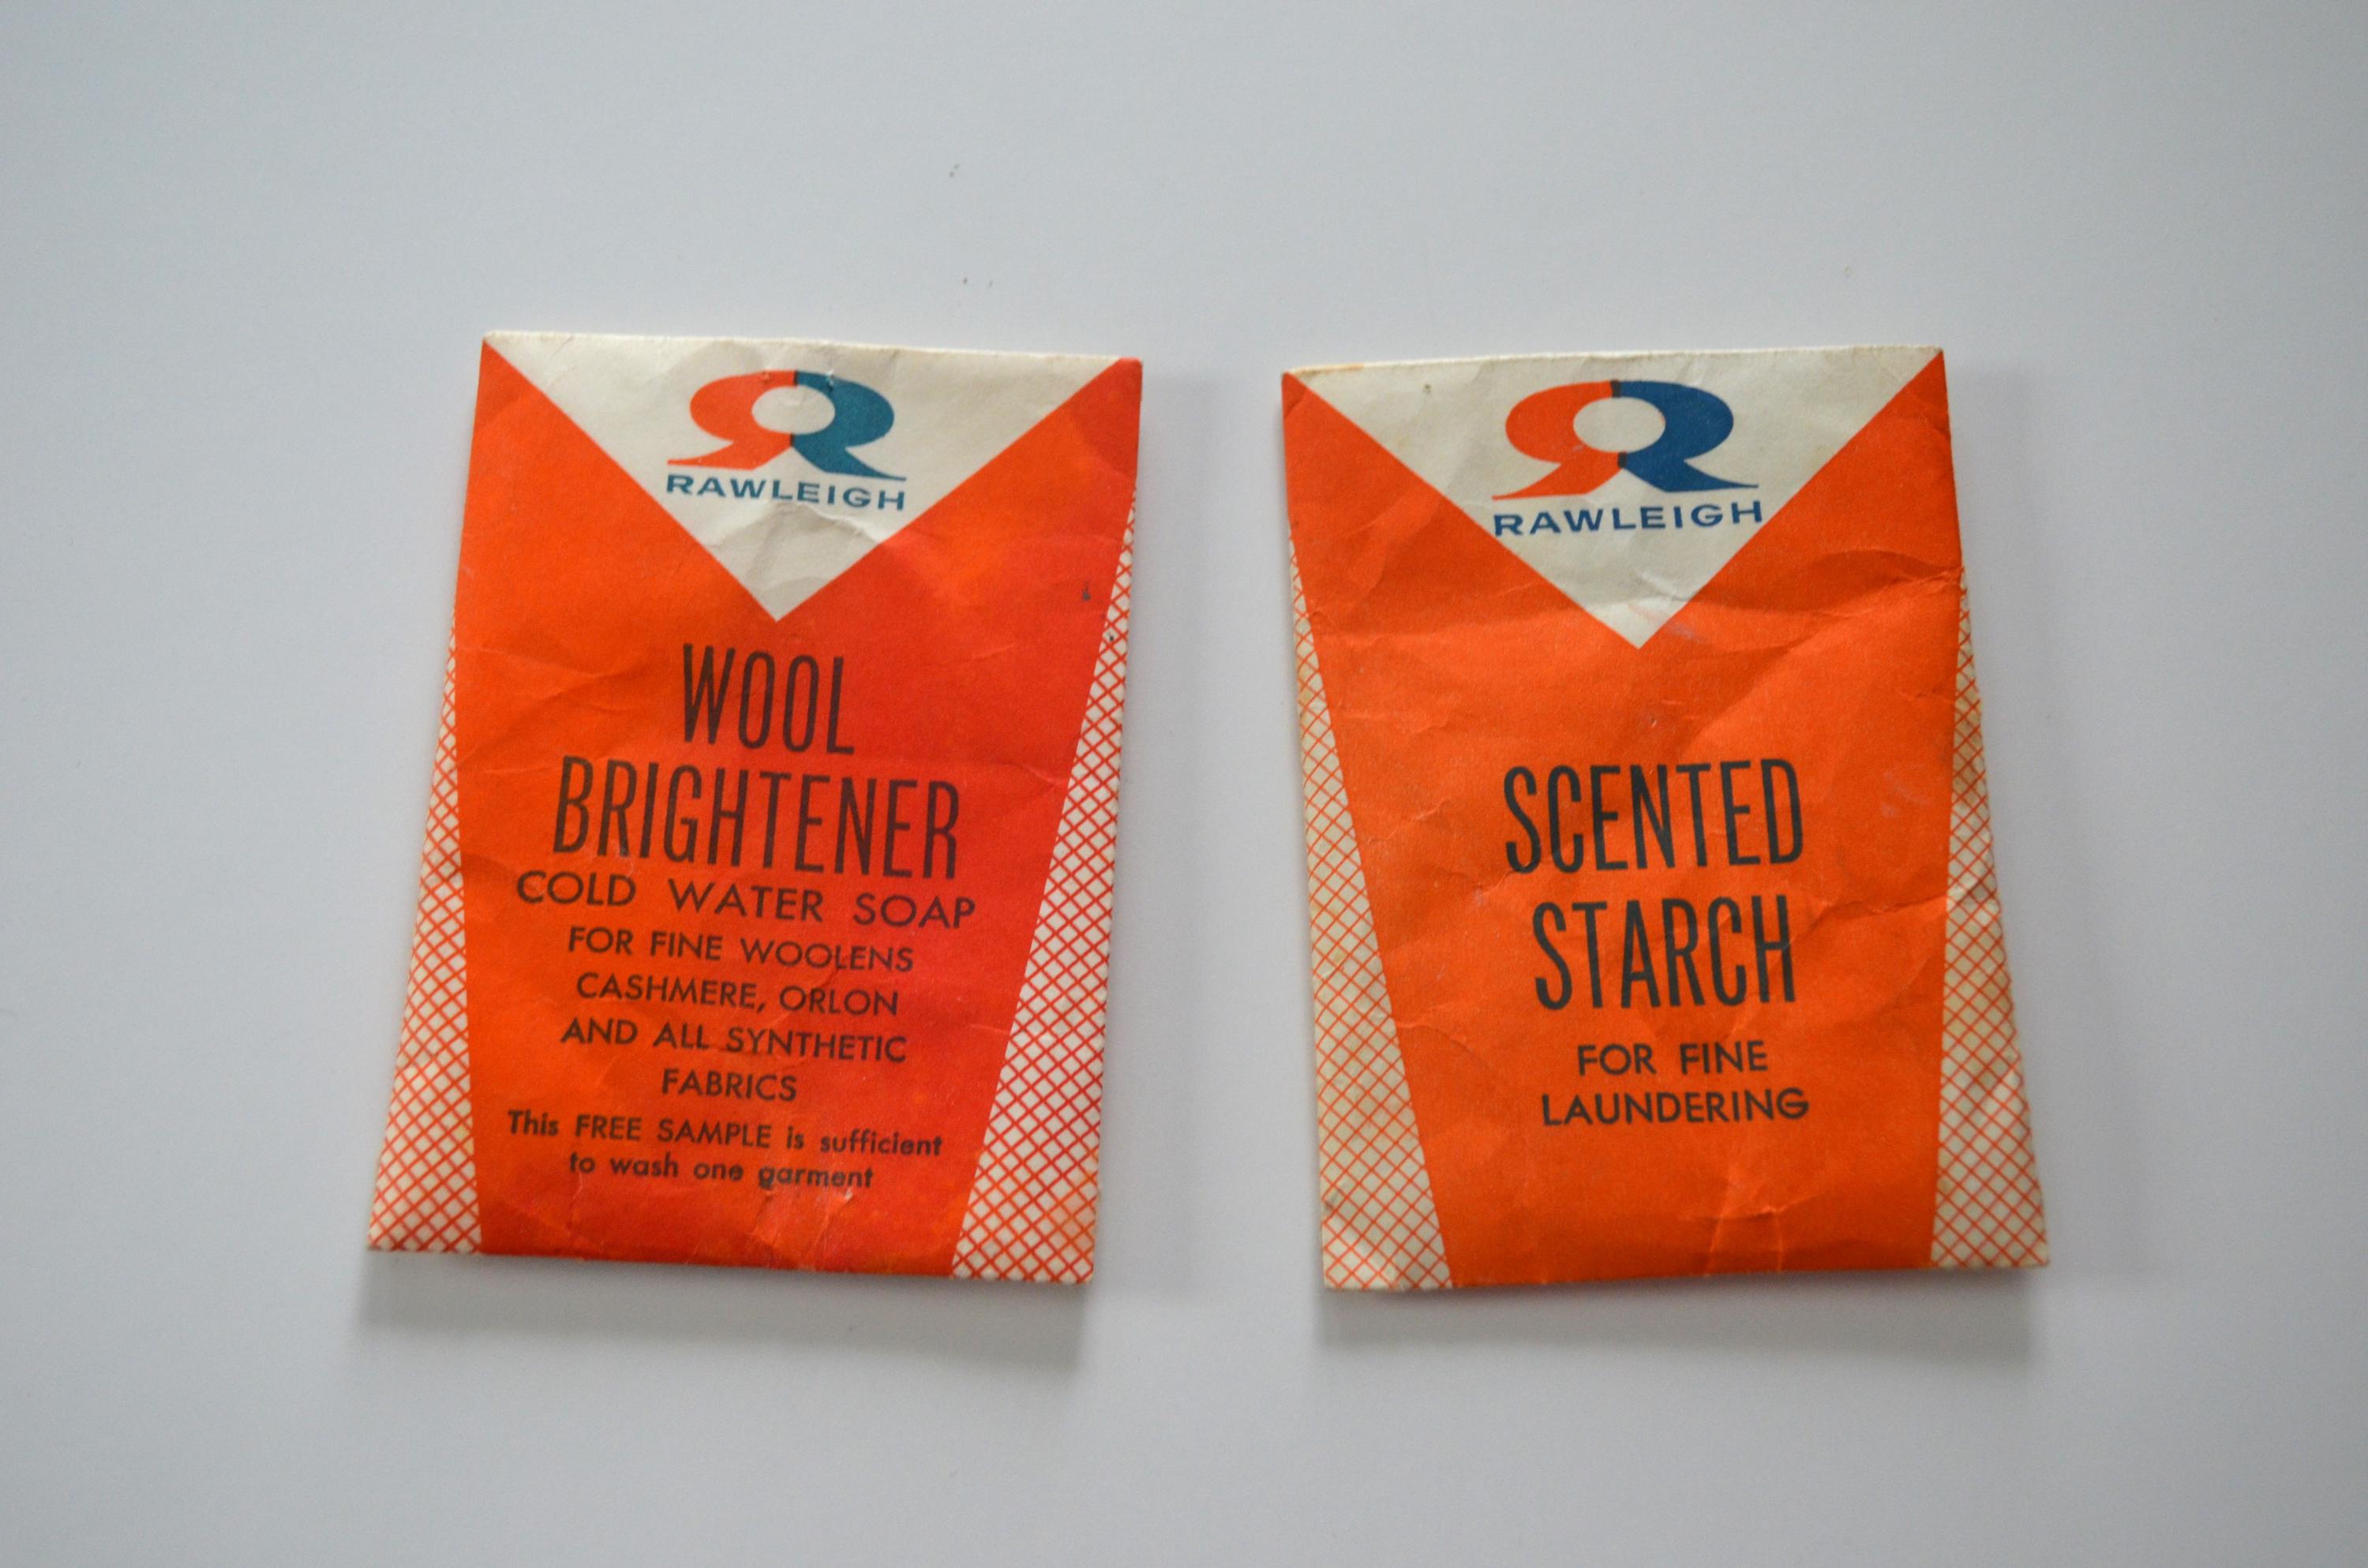 RAWLEIGH
WOOL
BRIGHTENER
COLD WATER SOAP
FOR FINE WOOLENS
CASHMERE, ORLON
AND ALL SYNTHETIC
FABRICS
This FREE SAMPLE is sufficient
to wash one garment
RAWLEIGH
SCENTED
STARCH
FOR FINE
LAUNDERING